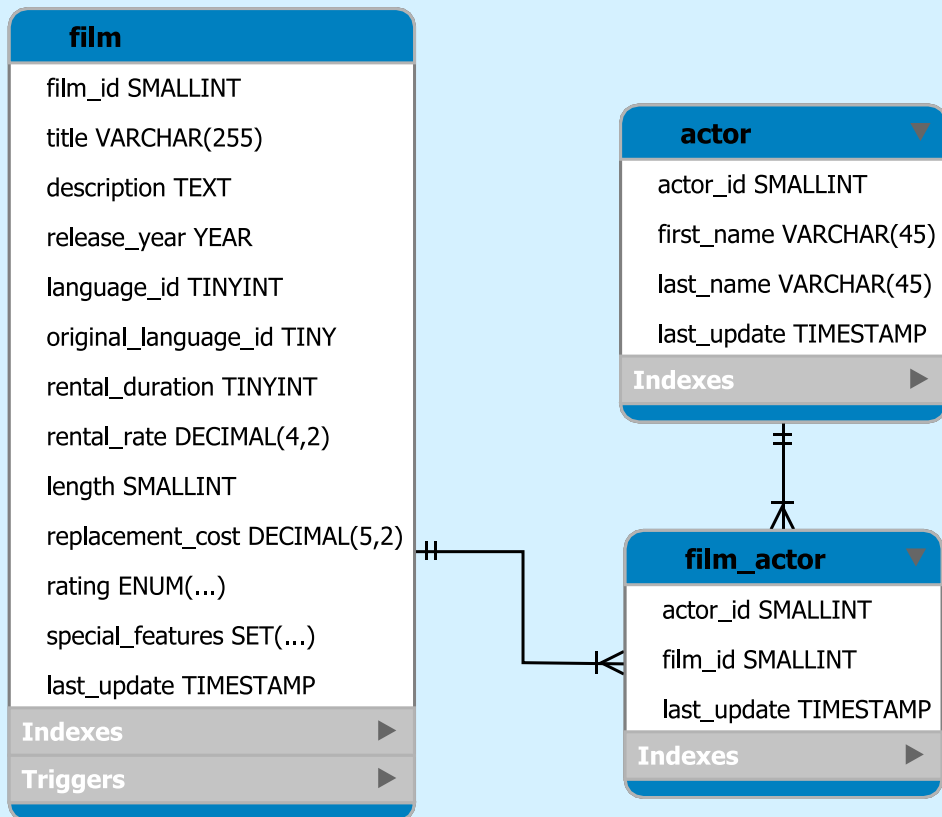 film
film_id SMALLINT
title VARCHAR(255)
description TEXT
release_year YEAR
language_id TINYINT
original_language_id TINY
rental_duration TINYINT
rental_rate DECIMAL(4,2)
length SMALLINT
replacement_cost DECIMAL(5,2)
rating ENUM(...)
special_features SET(...)
last_update TIMESTAMP
Indexes
Triggers
actor
actor_id SMALLINT
first_name VARCHAR(45)
last_name VARCHAR(45)
last_update TIMESTAMP
Indexes
film_actor
actor_id SMALLINT
film_id SMALLINT
last_update TIMESTAMP
Indexes